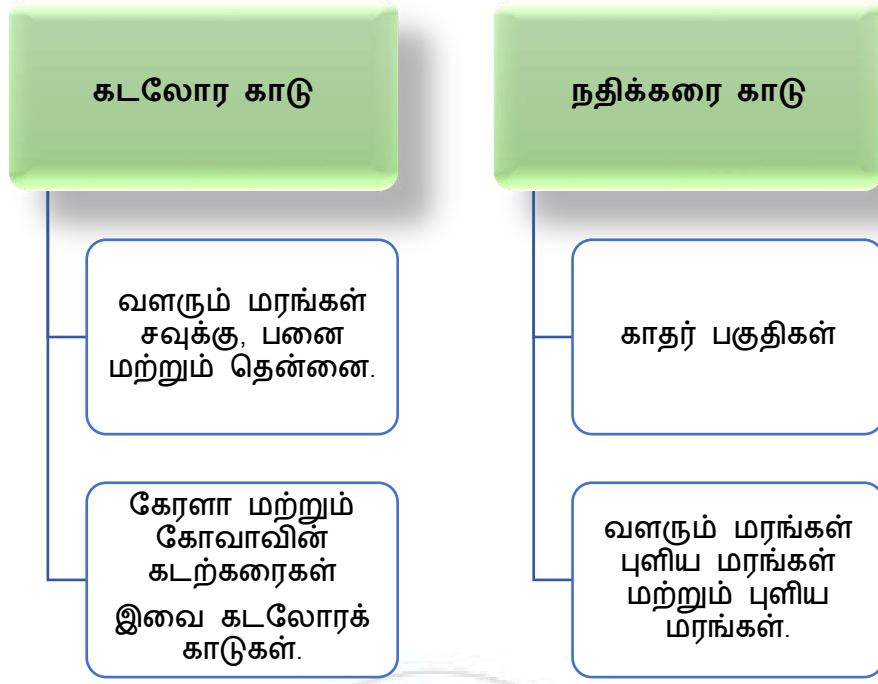 கடலோர காடு
வளரும் மரங்கள்
சவுக்கு, பனை
மற்றும் தென்னை.
கேரளா மற்றும்
கோவாவின்
கடற்கரைகள்
இவை கடலோரக்
காடுகள்.
நதிக்கரை காடு
காதர் பகுதிகள்
வளரும் மரங்கள்
புளிய மரங்கள்
மற்றும் புளிய
மரங்கள்.